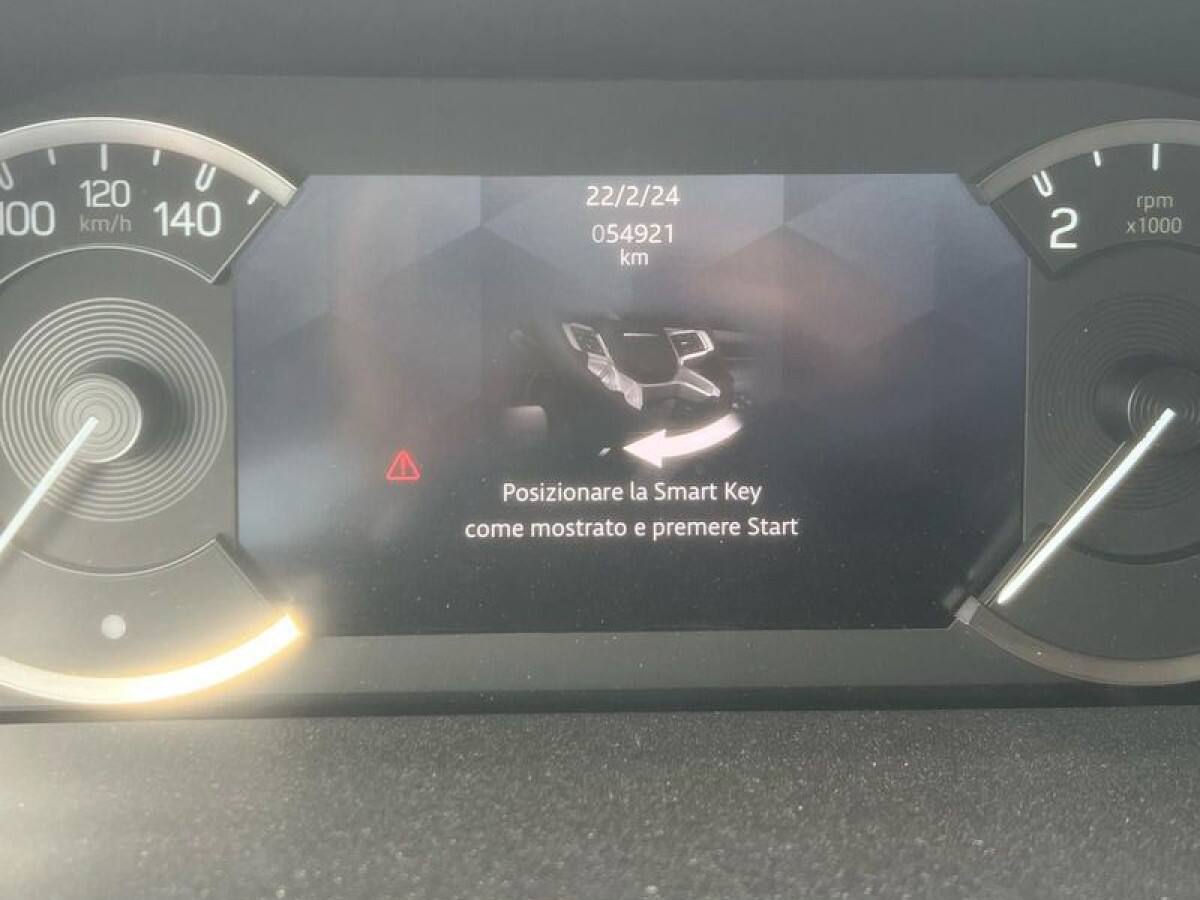 22/2/24
054921
km
100
120
km/h
140
2
rpm
x1000
Posizionare la Smart Key
come mostrato e premere Start